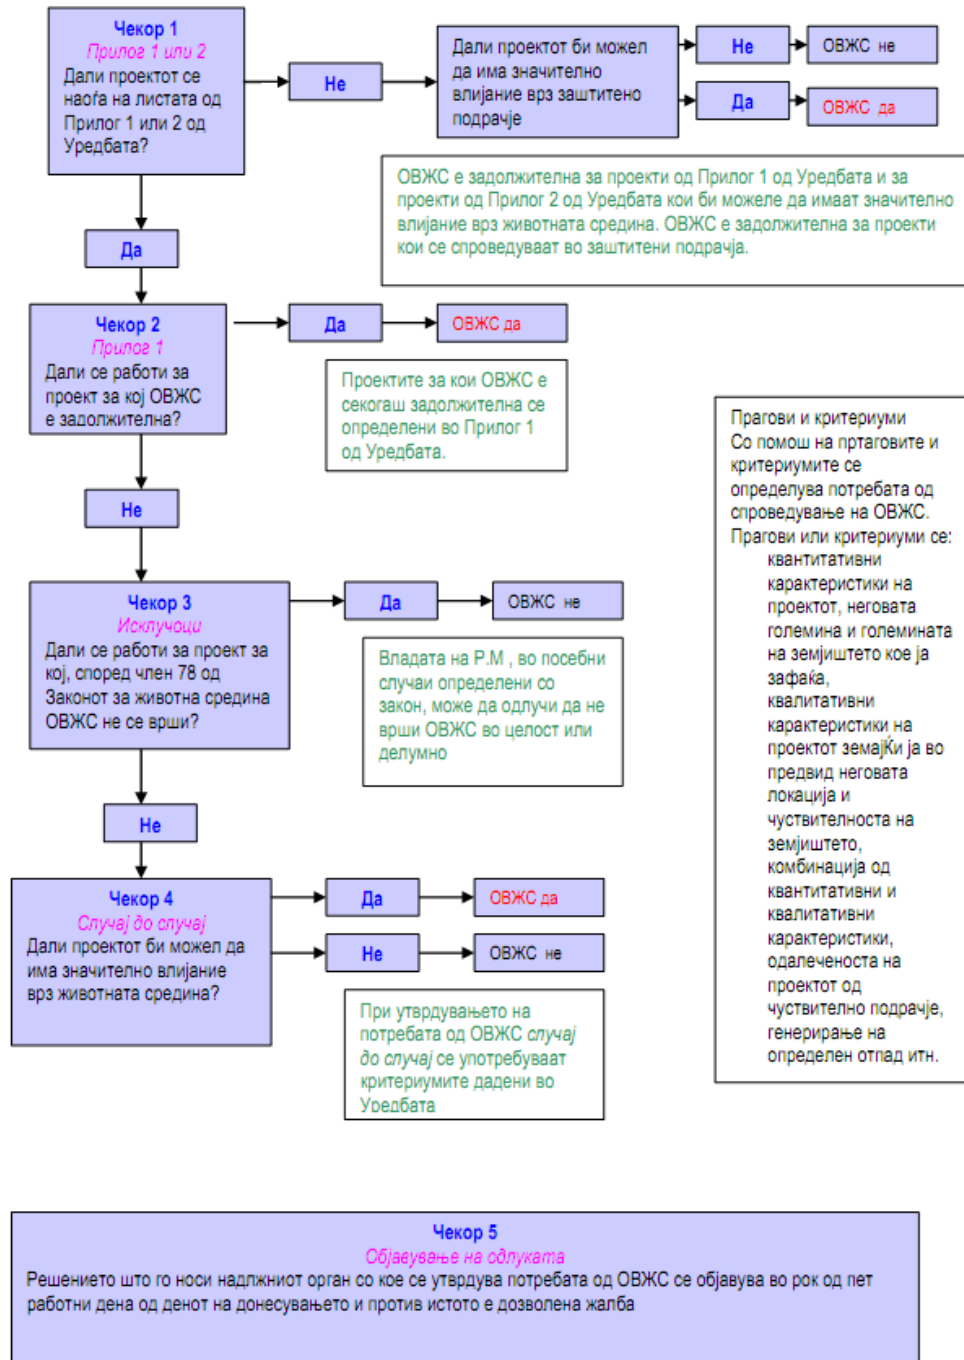 Чекор 1
Прилог 1 или 2
Дали проектот се
наоѓа на листата од
Прилог 1 или 2 од
Уредбата?
Не
Дали проектот би можел
да има значително
влијание врз заштитено
подрачје
Не
ОВЖС не
Да
ОВЖС да
ОВЖС е задолжителна за проекти од Прилог 1 од Уредбата и за
проекти од Прилог 2 од Уредбата кои би можеле да имаат значително
влијание врз животната средина. ОВЖС е задолжителна за проекти
кои се спроведуваат во заштитени подрачја.
Да
Чекор 2
Прилог 1
Дали се работи за
проект за кој ОВЖС
е задолжителна?
Да
ОВЖС да
Проектите за кои ОВЖС е
секогаш задолжителна се
определени во Прилог 1
од Уредбата.
Не
Чекор 3
Исклучоци
Дали се работи за проект за
кој, според член 78 од
Законот за животна средина
ОВЖС не се врши?
Да
ОВЖС не
Владата на Р.М , во посебни
случаи определени со
закон, може да одлучи да не
врши ОВЖС во целост или
делумно
Не
Чекор 4
Случај до случај
Дали проектот би можел да
има значително влијание
врз животната средина?
Да
ОВЖС да
Не
ОВЖС не
При утврдувањето на
потребата од ОВЖС случај
до случај се употребуваат
критериумите дадени во
Уредбата
Прагови и критериуми
Со помош на пртаговите и
критериумите се
определува потребата од
спроведување на ОВЖС.
Прагови или критериуми се:
квантитативни
карактеристики на
проектот, неговата
големина и големината
на земјиштето кое ја
зафаќа,
квалитативни
карактеристики на
проектот земајЌи ја во
предвид неговата
локација и
чуствителноста на
земјиштето,
комбинација од
квантитативни и
квалитативни
карактеристики,
одалеченоста на
проектот од
чуствително подрачје,
генерирање на
определен отпад итн.
Чекор 5
Објавување на одлуката
Решението што го носи надлжниот орган со кое се утврдува потребата од ОВЖС се објавува во рок од пет
работни дена од денот на донесувањето и против истото е дозволена жалба